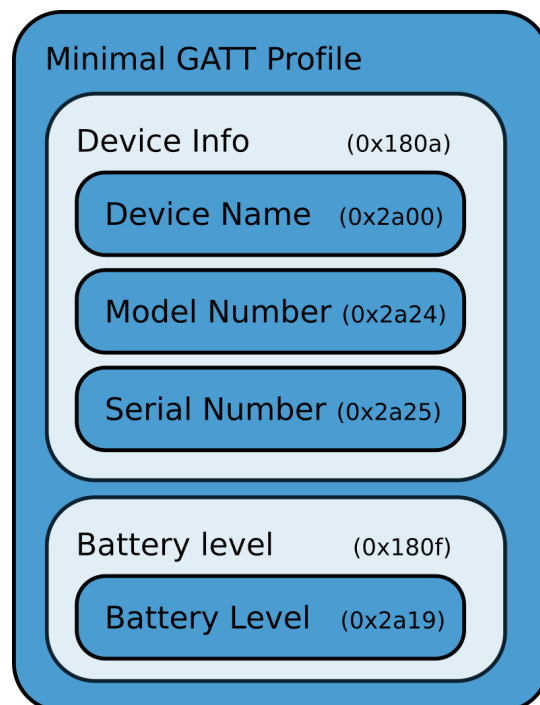 Minimal GATT Profile
Device Info (0x180a)
Device Name (0x2a00)
Model Number (0x2a24)
Serial Number (0x2a25)
Battery level (0x180f)
Battery Level (0x2a19)